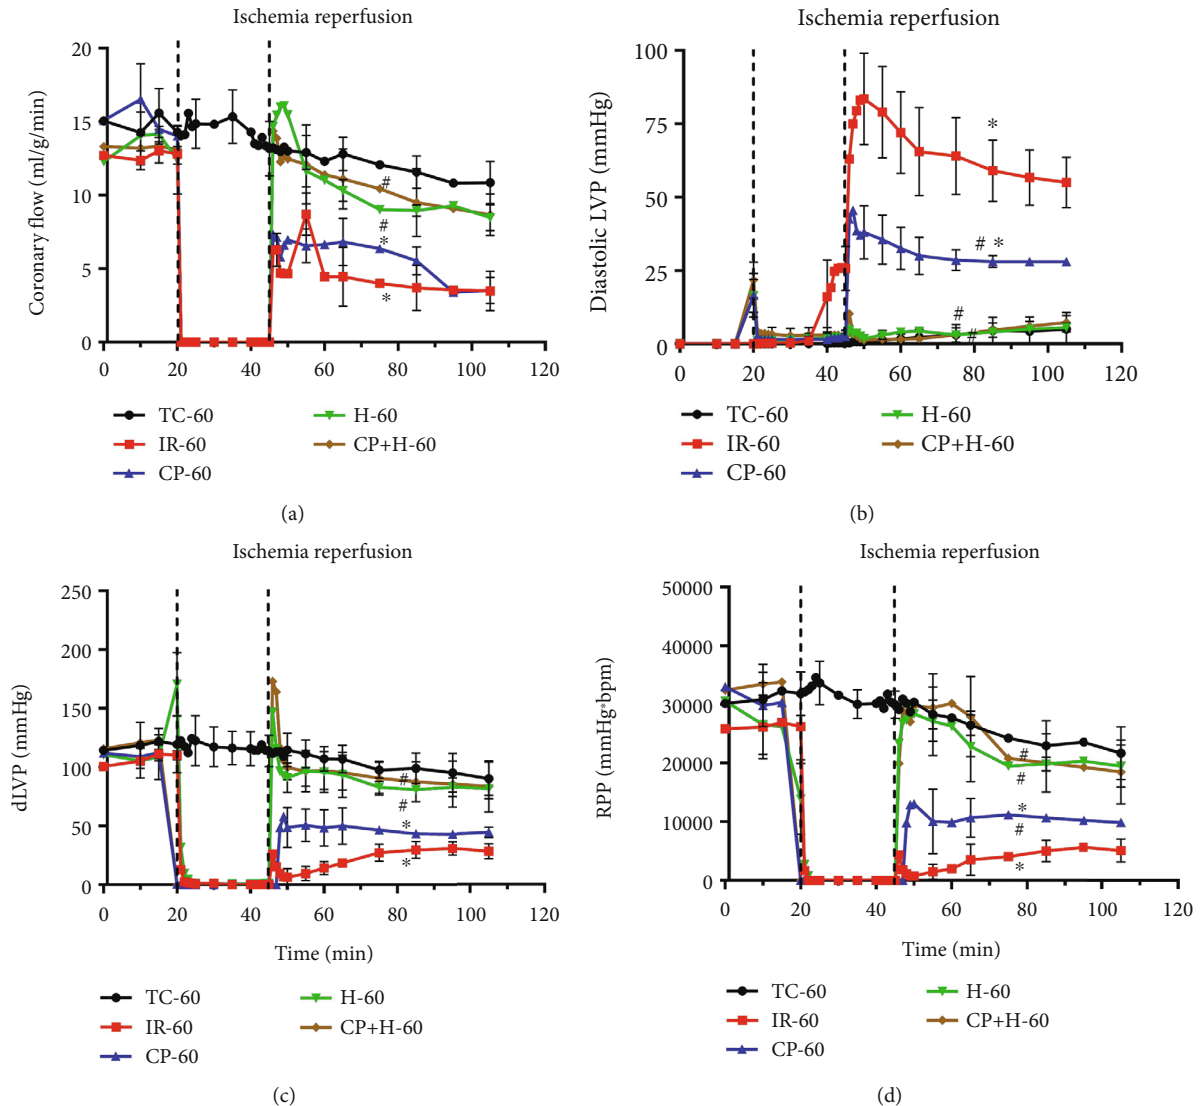 Ischemia reperfusion
Coronary flow (ml/g/min)
20
15
10
5
0
0 20 40 60 80 100 120
# # * *
TC-60 H-60
IR-60 CP+H-60
CP-60
(a)
Ischemia reperfusion
Diastolic LVP (mmHg)
100
75
50
25
0
0 20 40 60 80 100 120
* # * # #
TC-60 H-60
IR-60 CP+H-60
CP-60
(b)
Ischemia reperfusion
dLVP (mmHg)
250
200
150
100
50
0
0 20 40 60 80 100 120
# # * *
Time (min)
TC-60 H-60
IR-60 CP+H-60
CP-60
(c)
Ischemia reperfusion
RPP (mmHg*bpm)
50000
40000
30000
20000
10000
0
0 20 40 60 80 100 120
# # * # *
Time (min)
TC-60 H-60
IR-60 CP+H-60
CP-60
(d)